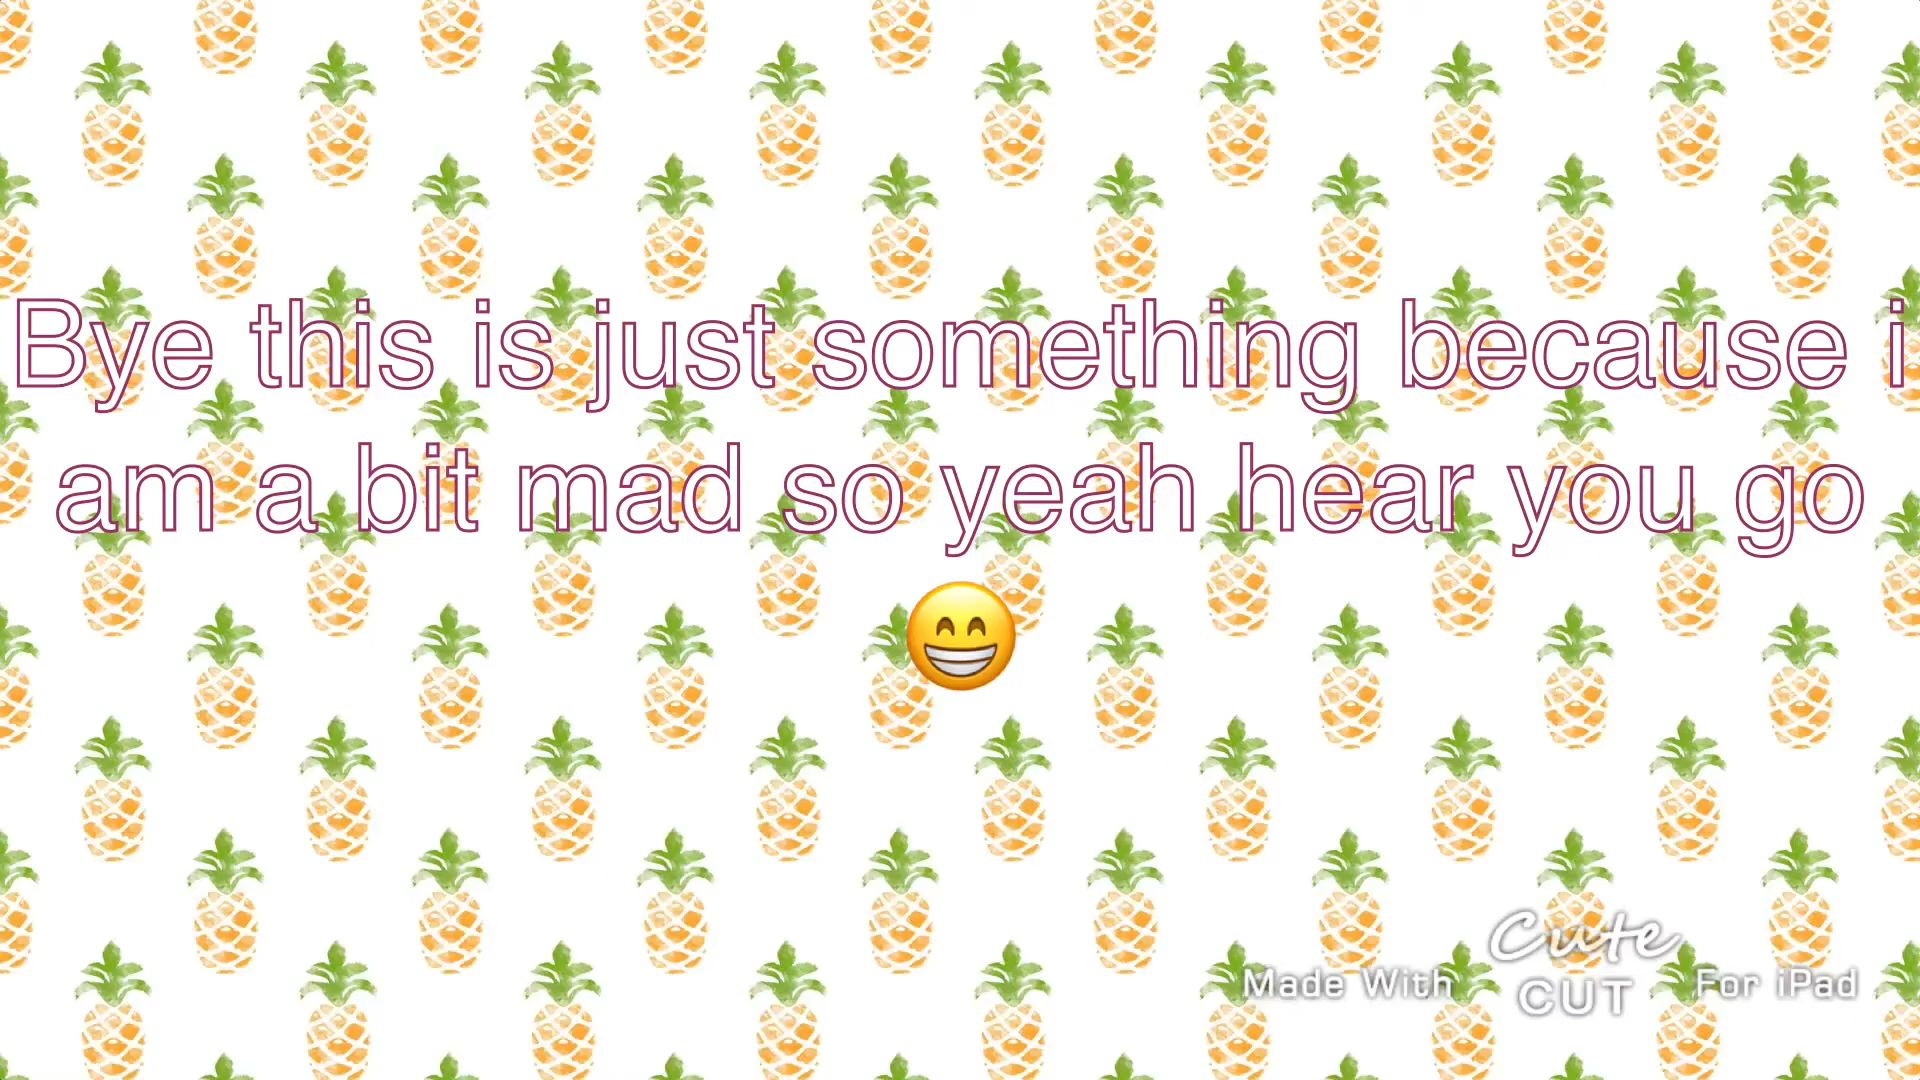 Bye this is just something because i
am a bit mad so yeah hear you go
😁
Made With Cute CUT For iPad